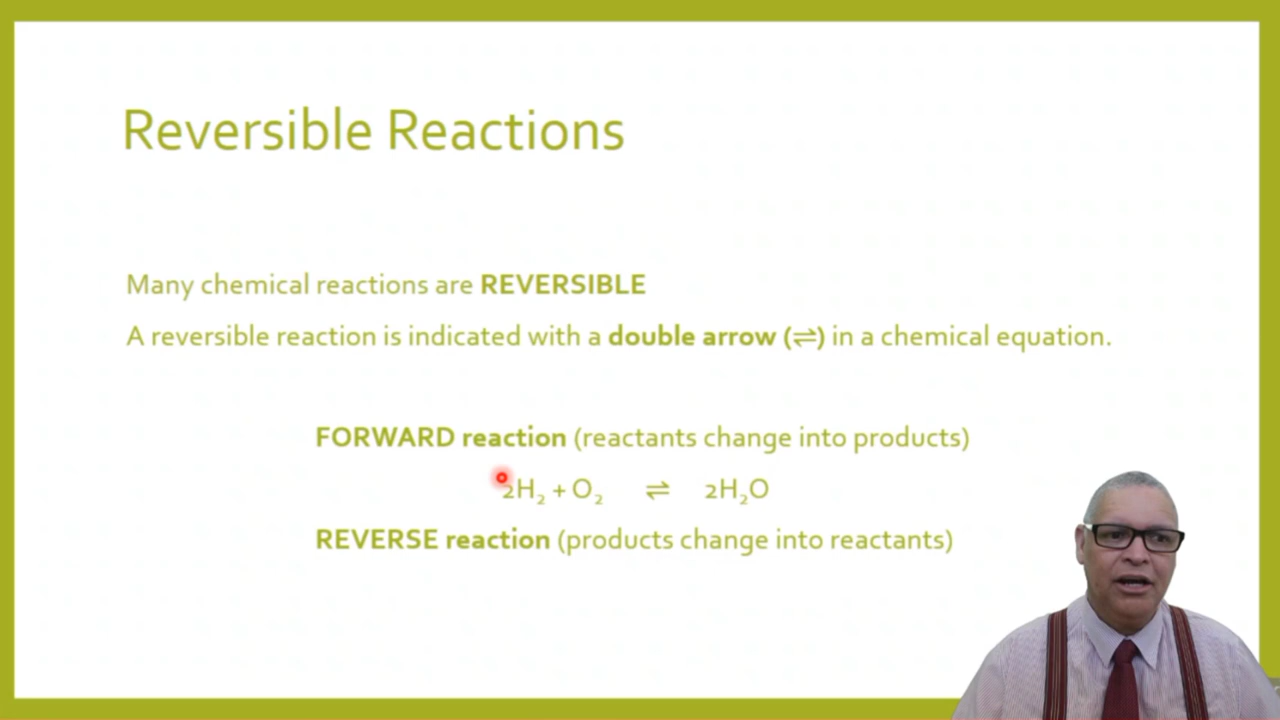 Reversible Reactions
Many chemical reactions are REVERSIBLE
A reversible reaction is indicated with a double arrow (⇌) in a chemical equation.
FORWARD reaction (reactants change into products)
2H₂ + O₂ ⇌ 2H₂O
REVERSE reaction (products change into reactants)